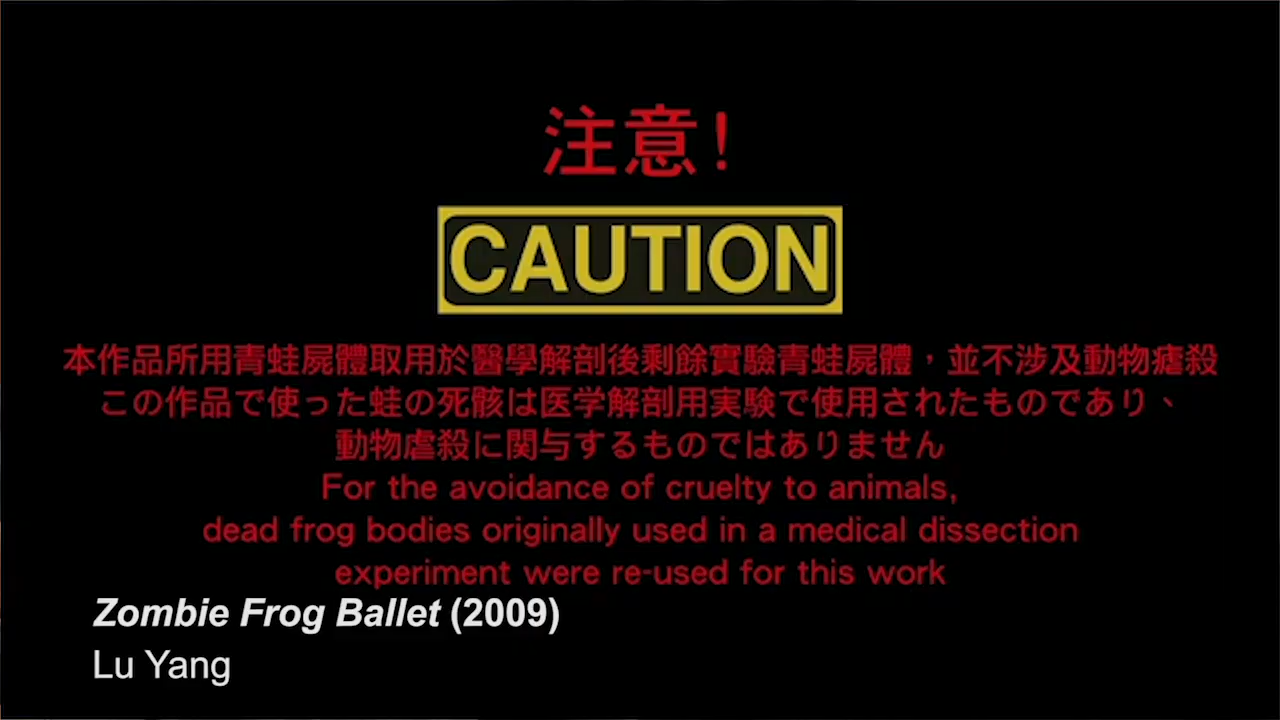 注意!
CAUTION
本作品所用青蛙屍體取用於醫學解剖後剩餘實驗青蛙屍體，並不涉及動物瘧殺
この作品で使った蛙の死骸は医学解剖用実験で使用されたものであり、
動物虐殺に関与するものではありません
For the avoidance of cruelty to animals,
dead frog bodies originally used in a medical dissection
experiment were re-used for this work
Zombie Frog Ballet (2009)
Lu Yang